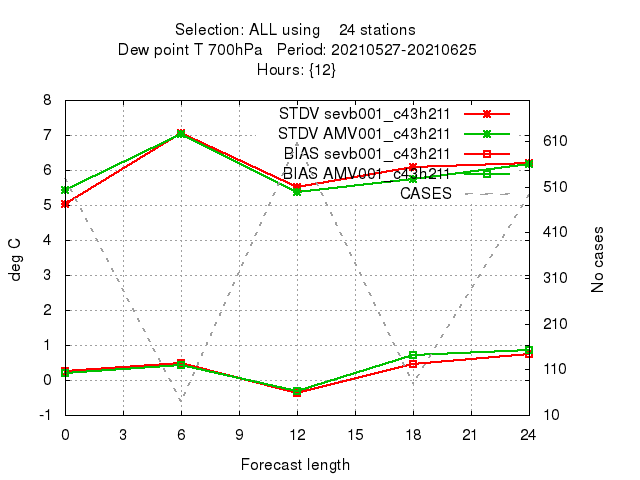 Selection: ALL using    24 stations
Dew point T 700hPa   Period: 20210527-20210625
Hours: {12}
8
7
6
5
4
3
2
1
0
-1
deg C
STDV sevb001_c43h211
STDV AMV001_c43h211
BIAS sevb001_c43h211
BIAS AMV001_c43h211
CASES
610
510
410
310
210
110
10
No cases
0 3 6 9 12 15 18 21 24
Forecast length